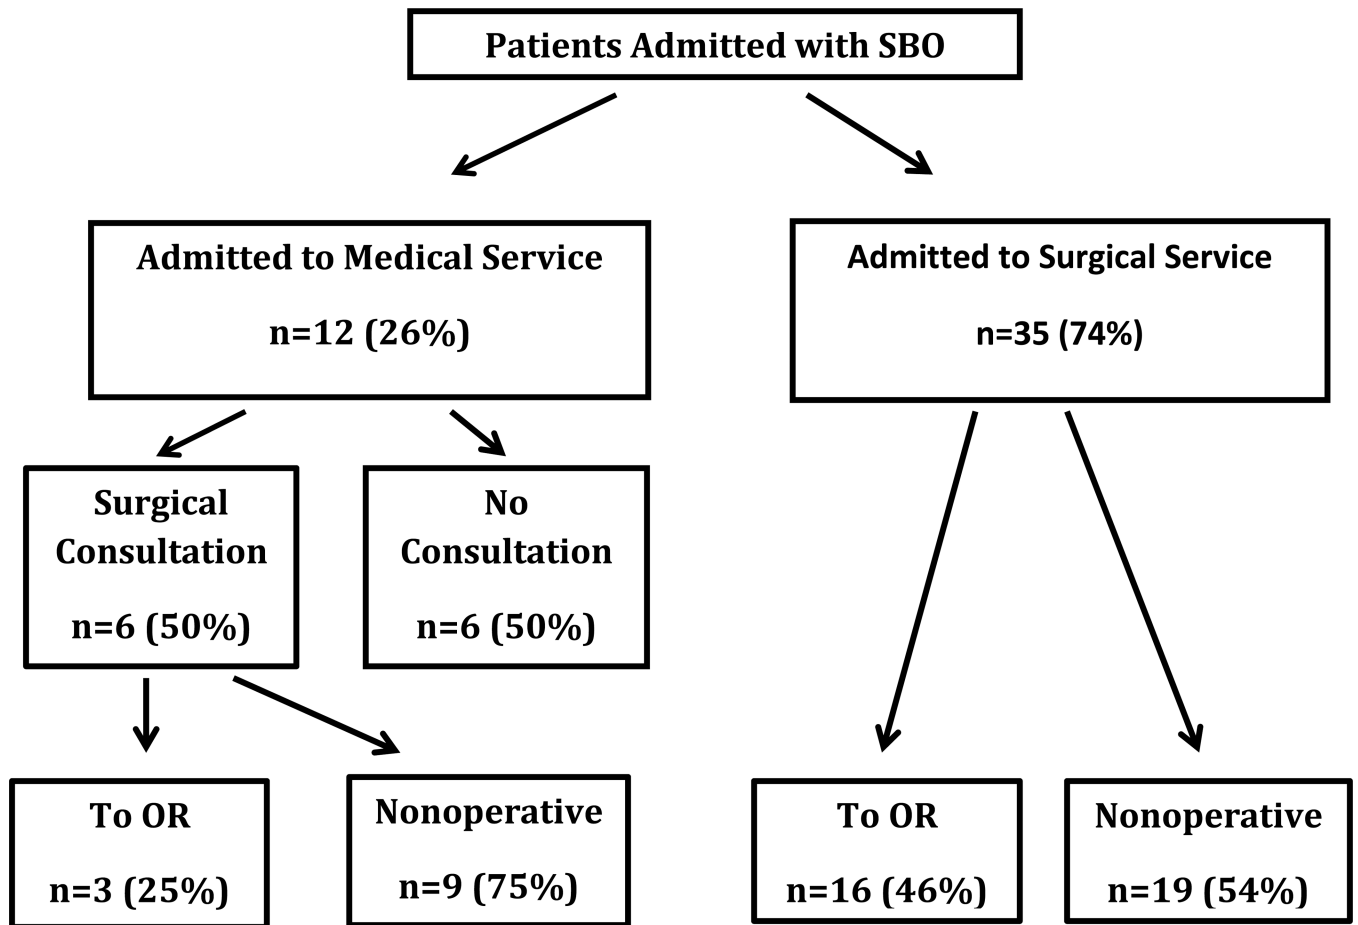 Patients Admitted with SBO
Admitted to Medical Service
n=12 (26%)
Admitted to Surgical Service
n=35 (74%)
Surgical
Consultation
n=6 (50%)
No
Consultation
n=6 (50%)
To OR
n=3 (25%)
Nonoperative
n=9 (75%)
To OR
n=16 (46%)
Nonoperative
n=19 (54%)